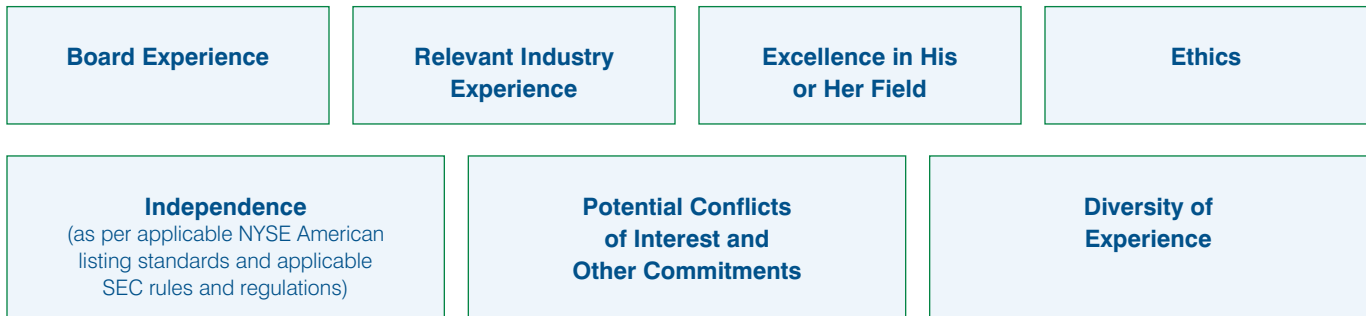 Board Experience
Relevant Industry
Experience
Excellence in His
or Her Field
Ethics
Independence
(as per applicable NYSE American
listing standards and applicable
SEC rules and regulations)
Potential Conflicts
of Interest and
Other Commitments
Diversity of
Experience